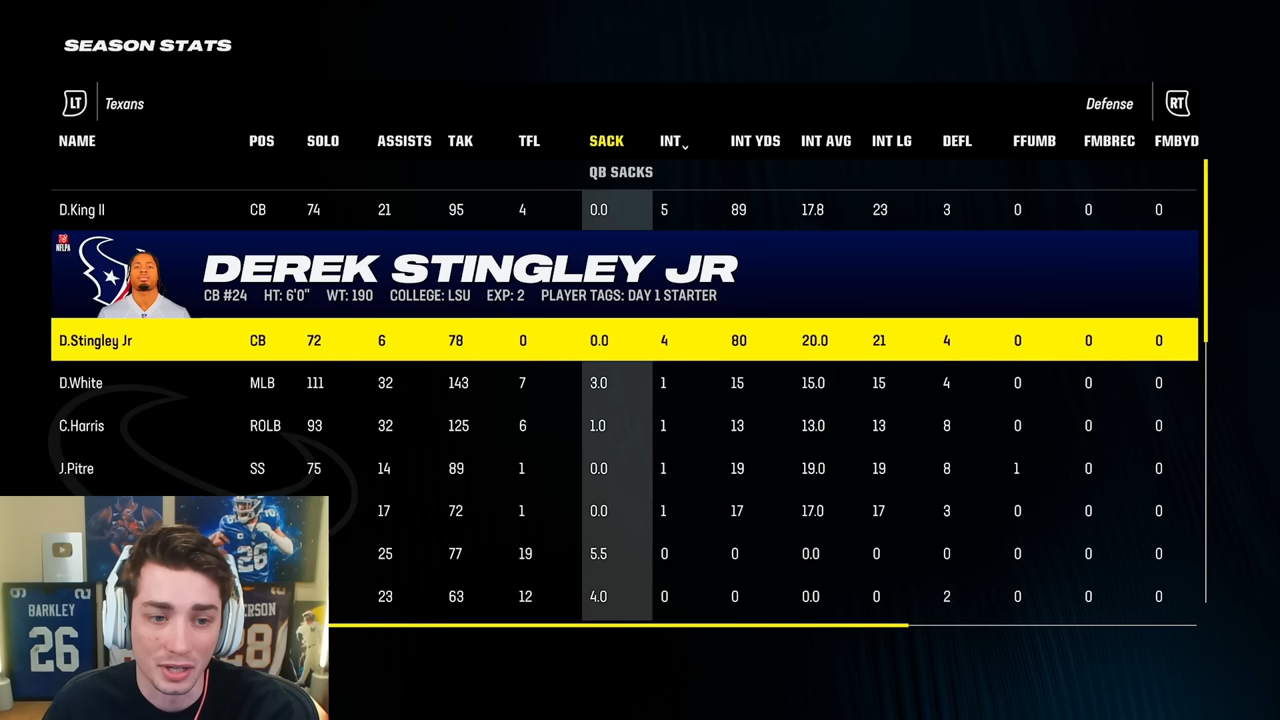 SEASON STATS
LT Texans Defense RT
NAME POS SOLO ASSISTS TAK TFL SACK INT INT YDS INT AVG INT LG DEFL FFUMB FMBREC FMBYD
QB SACKS
D.King II CB 74 21 95 4 0.0 5 89 17.8 23 3 0 0 0
NFLPA
DEREK STINGLEY JR
CB #24 HT: 6'0" WT: 190 COLLEGE: LSU EXP: 2 PLAYER TAGS: DAY 1 STARTER
D.Stingley Jr CB 72 6 78 0 0.0 4 80 20.0 21 4 0 0 0
D.White MLB 111 32 143 7 3.0 1 15 15.0 15 4 0 0 0
C.Harris ROLB 93 32 125 6 1.0 1 13 13.0 13 8 0 0 0
J.Pitre SS 75 14 89 1 0.0 1 19 19.0 19 8 1 0 0
17 72 1 0.0 1 17 17.0 17 3 0 0 0
25 77 19 5.5 0 0 0.0 0 0 0 0 0
23 63 12 4.0 0 0 0.0 0 2 0 0 0
26
BARKLEY
26
ERSON
28